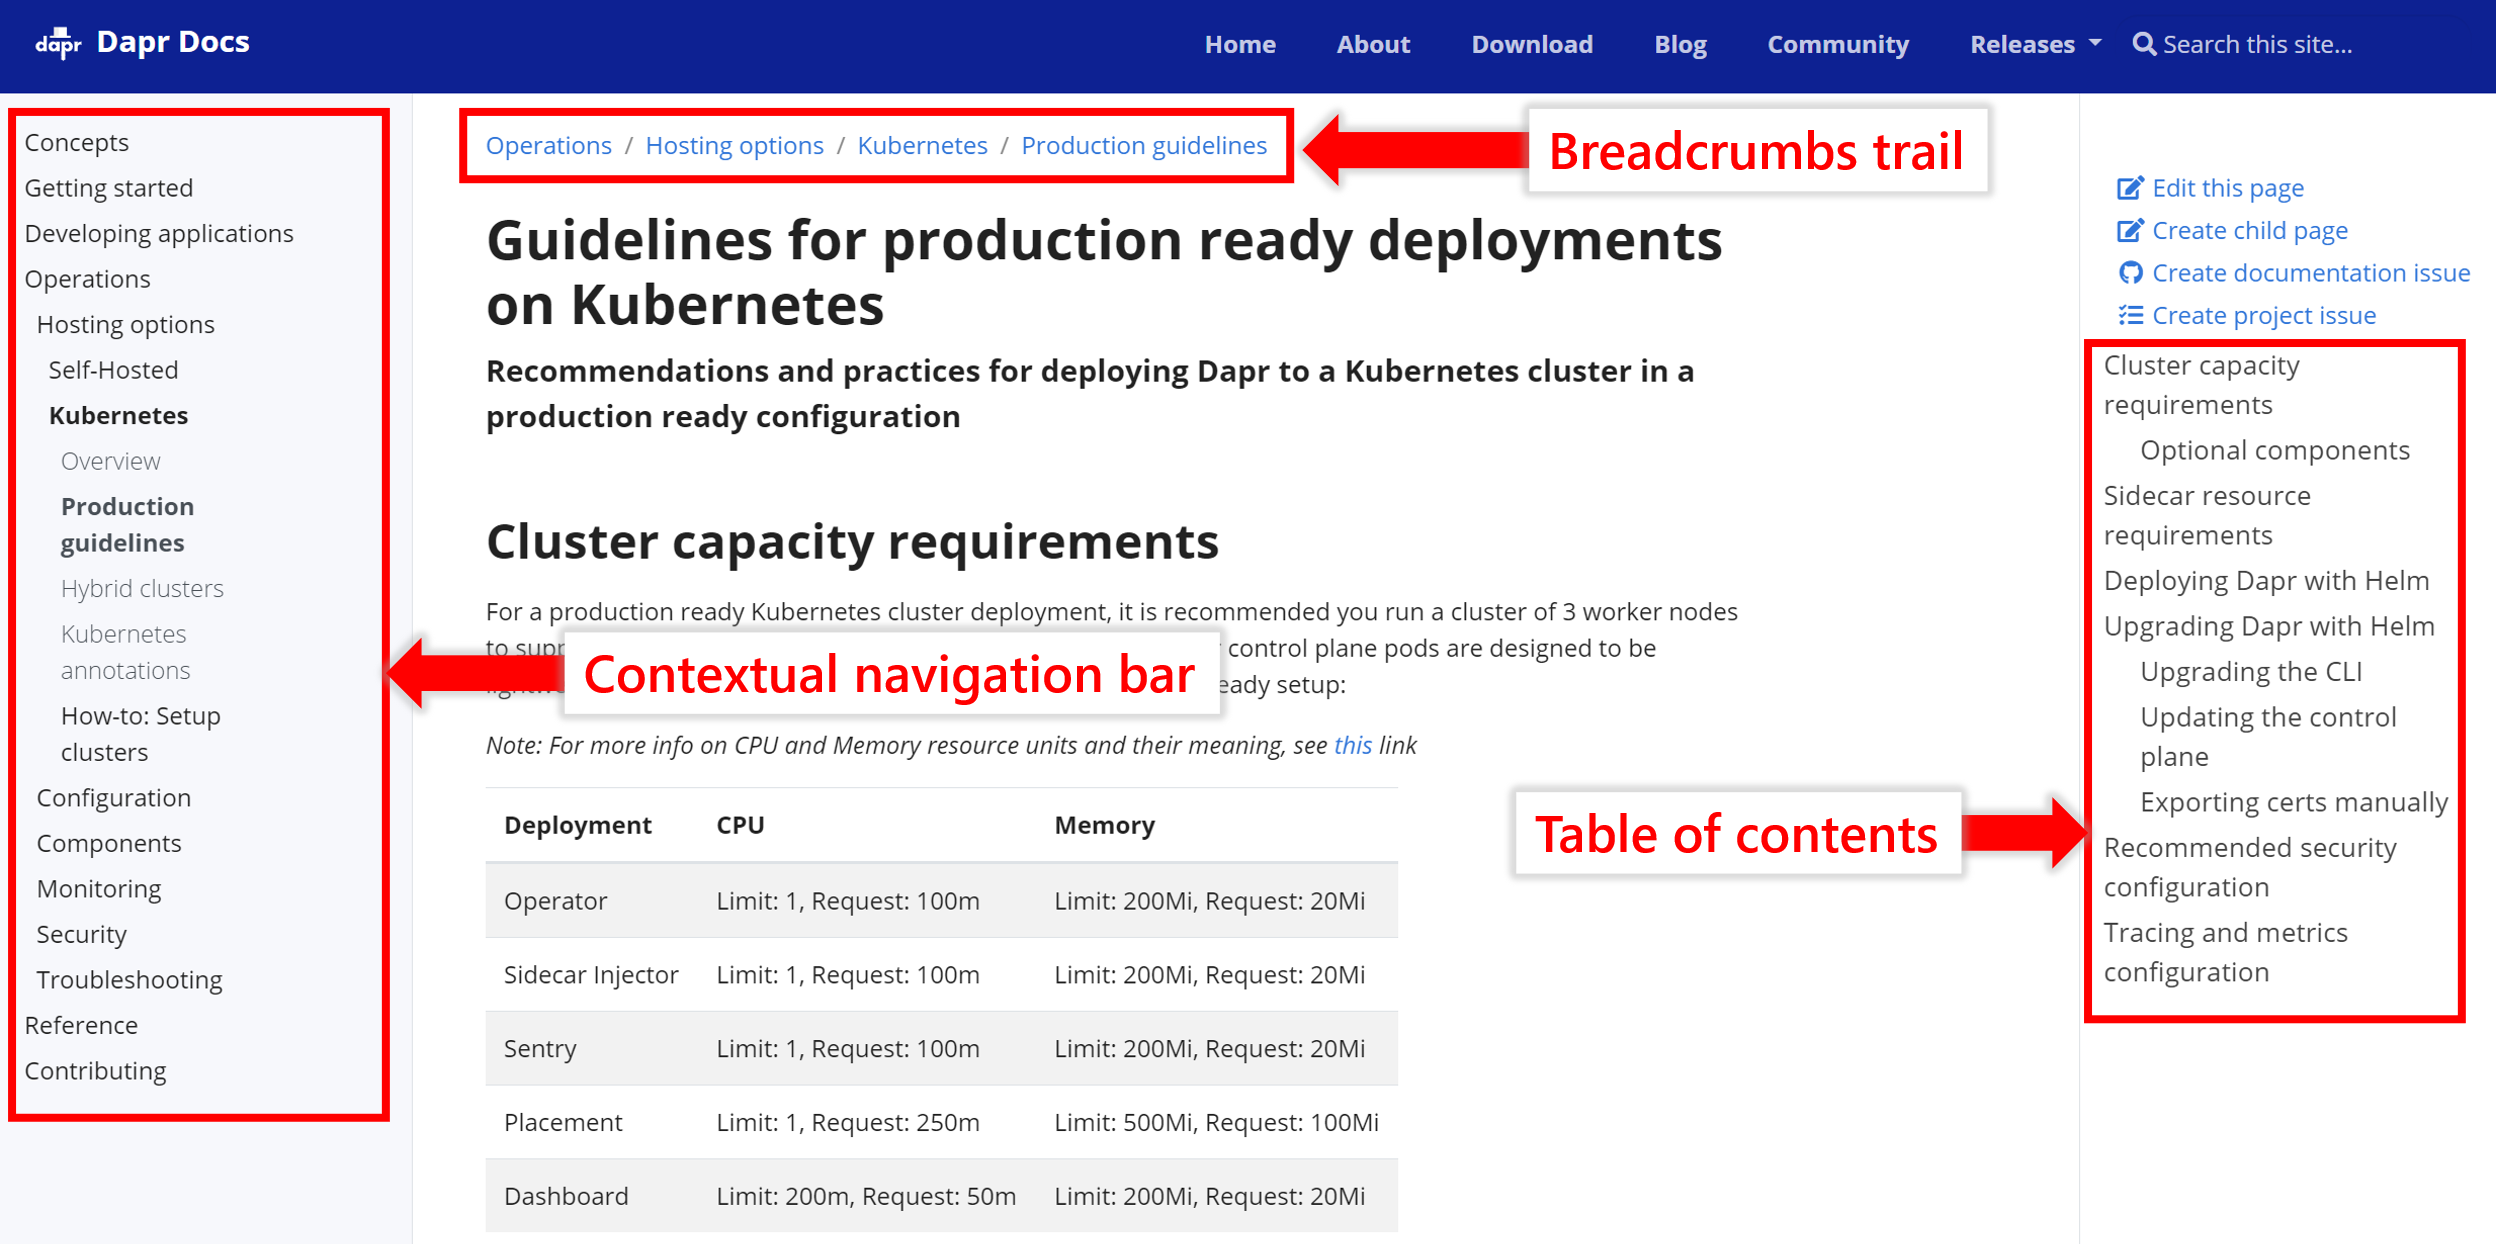 dapr Dapr Docs
Home About Download Blog Community Releases Search this site...
Concepts
Getting started
Developing applications
Operations
Hosting options
Self-Hosted
Kubernetes
Overview
Production
guidelines
Hybrid clusters
Kubernetes
annotations
How-to: Setup
clusters
Configuration
Components
Monitoring
Security
Troubleshooting
Reference
Contributing
Operations / Hosting options / Kubernetes / Production guidelines
Breadcrumbs trail
Guidelines for production ready deployments
on Kubernetes
Recommendations and practices for deploying Dapr to a Kubernetes cluster in a
production ready configuration
Cluster capacity requirements
For a production ready Kubernetes cluster deployment, it is recommended you run a cluster of 3 worker nodes
to control plane pods are designed to be
setup:
Contextual navigation bar
Note: For more info on CPU and Memory resource units and their meaning, see this link
Deployment CPU Memory
Operator Limit: 1, Request: 100m Limit: 200Mi, Request: 20Mi
Sidecar Injector Limit: 1, Request: 100m Limit: 200Mi, Request: 20Mi
Sentry Limit: 1, Request: 100m Limit: 200Mi, Request: 20Mi
Placement Limit: 1, Request: 250m Limit: 500Mi, Request: 100Mi
Dashboard Limit: 200m, Request: 50m Limit: 200Mi, Request: 20Mi
Table of contents
Edit this page
Create child page
Create documentation issue
Create project issue
Cluster capacity
requirements
Optional components
Sidecar resource
requirements
Deploying Dapr with Helm
Upgrading Dapr with Helm
Upgrading the CLI
Updating the control
plane
Exporting certs manually
Recommended security
configuration
Tracing and metrics
configuration